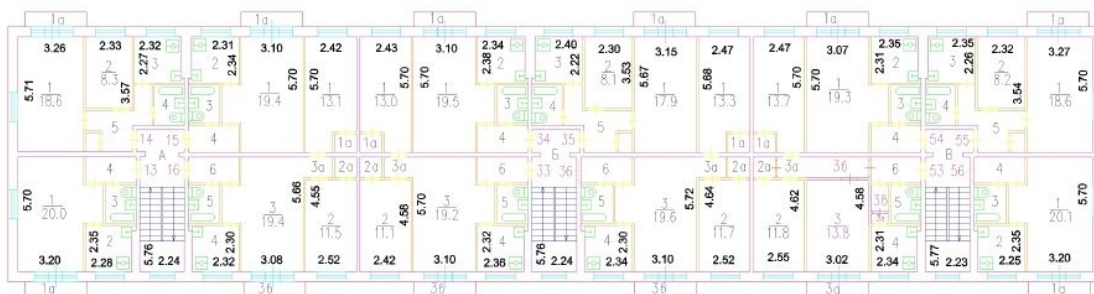 1а 1а 1а 1а 1а 1а
3.26 2.33 2.32 2.31 3.10 2.42 2.43 3.10 2.34 2.40 2.30 3.15 2.47 2.47 3.07 2.35 2.35 2.32 3.27
2 8.3 2.27 3 2.34 2 2.38 2 3 2.22 2 8.1 3.53 2.31 2 3 2.26 2 8.2
5.71 1 18.6 3.57 4 3 1 19.4 5.70 5.70 1 13.1 1 13.0 5.70 5.70 1 19.5 3 4 5.67 1 17.9 5.68 1 13.3 1 13.7 5.70 5.70 1 19.3 3 4 3.54 1 18.6 5.70
5 14 15 4 1а 1а 4 34 35 5 4 1а 1а 4 54 55 5
А Б В
4 13 16 6 3а 2а 2а 3а 6 33 36 6 3а 2а 2а 3а 3б 6 53 56 4
5.70 1 20.0 3 5 3 19.4 5.66 4.55 2 11.5 2 11.1 4.58 5.70 3 19.2 5 5 3 19.6 5.72 4.64 2 11.7 2 11.8 4.62 3 13.8 4.58 3б 5 3 1 20.1 5.70
2.35 4 2.30 2.32 4 4 2.30 2.31 4 2 2.35
3.20 2.28 2 5.76 2.24 2.32 3.08 2.52 2.42 3.10 2.36 5.76 2.24 2.34 3.10 2.52 2.55 3.02 2.34 5.77 2.23 2.25 3.20
1а 3б 3б 3б 3а 1а